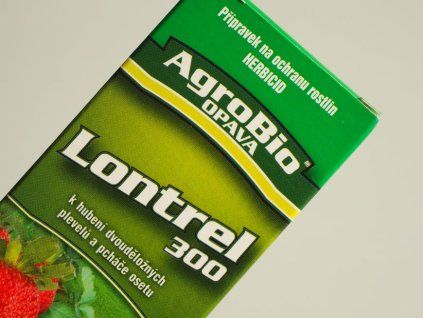 Přípravek na ochranu rostlin
HERBICID
AgroBio®
OPAVA
Lontrel
300
k hubení dvouděložných
plevelů a pcháče osetu